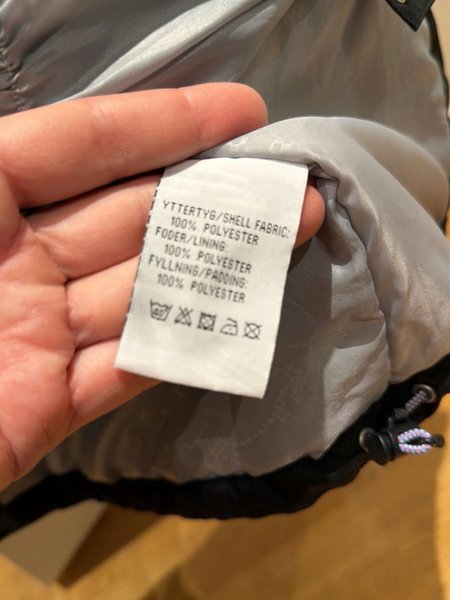 YTTERTYG/SHELL FABRIC:
100% POLYESTER
FODER/LINING:
100% POLYESTER
FYLLNING/PADDING:
100% POLYESTER